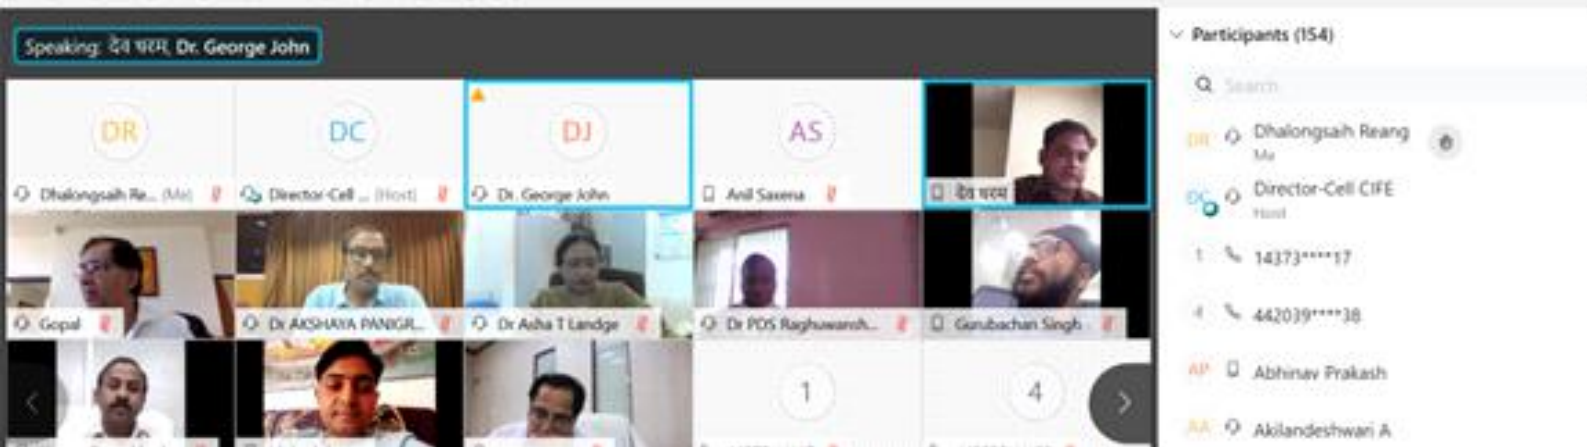 Speaking: देव धरम, Dr. George John
DR
DC
DJ
AS
Dhalongsaih Re... (Me)
Director-Cell ... (Host)
Dr. George John
Anil Saxena
देव धरम
Gopal
Dr AKSHAYA PANIGR...
Dr Asha T Landge
Dr PDS Raghuwansh...
Gurubachan Singh
1
4
Participants (154)
Search
DR Dhalongsaih Reang
Me
DC Director-Cell CIFE
Host
1 14373****17
4 442039****38
AP Abhinav Prakash
AA Akilandeshwari A